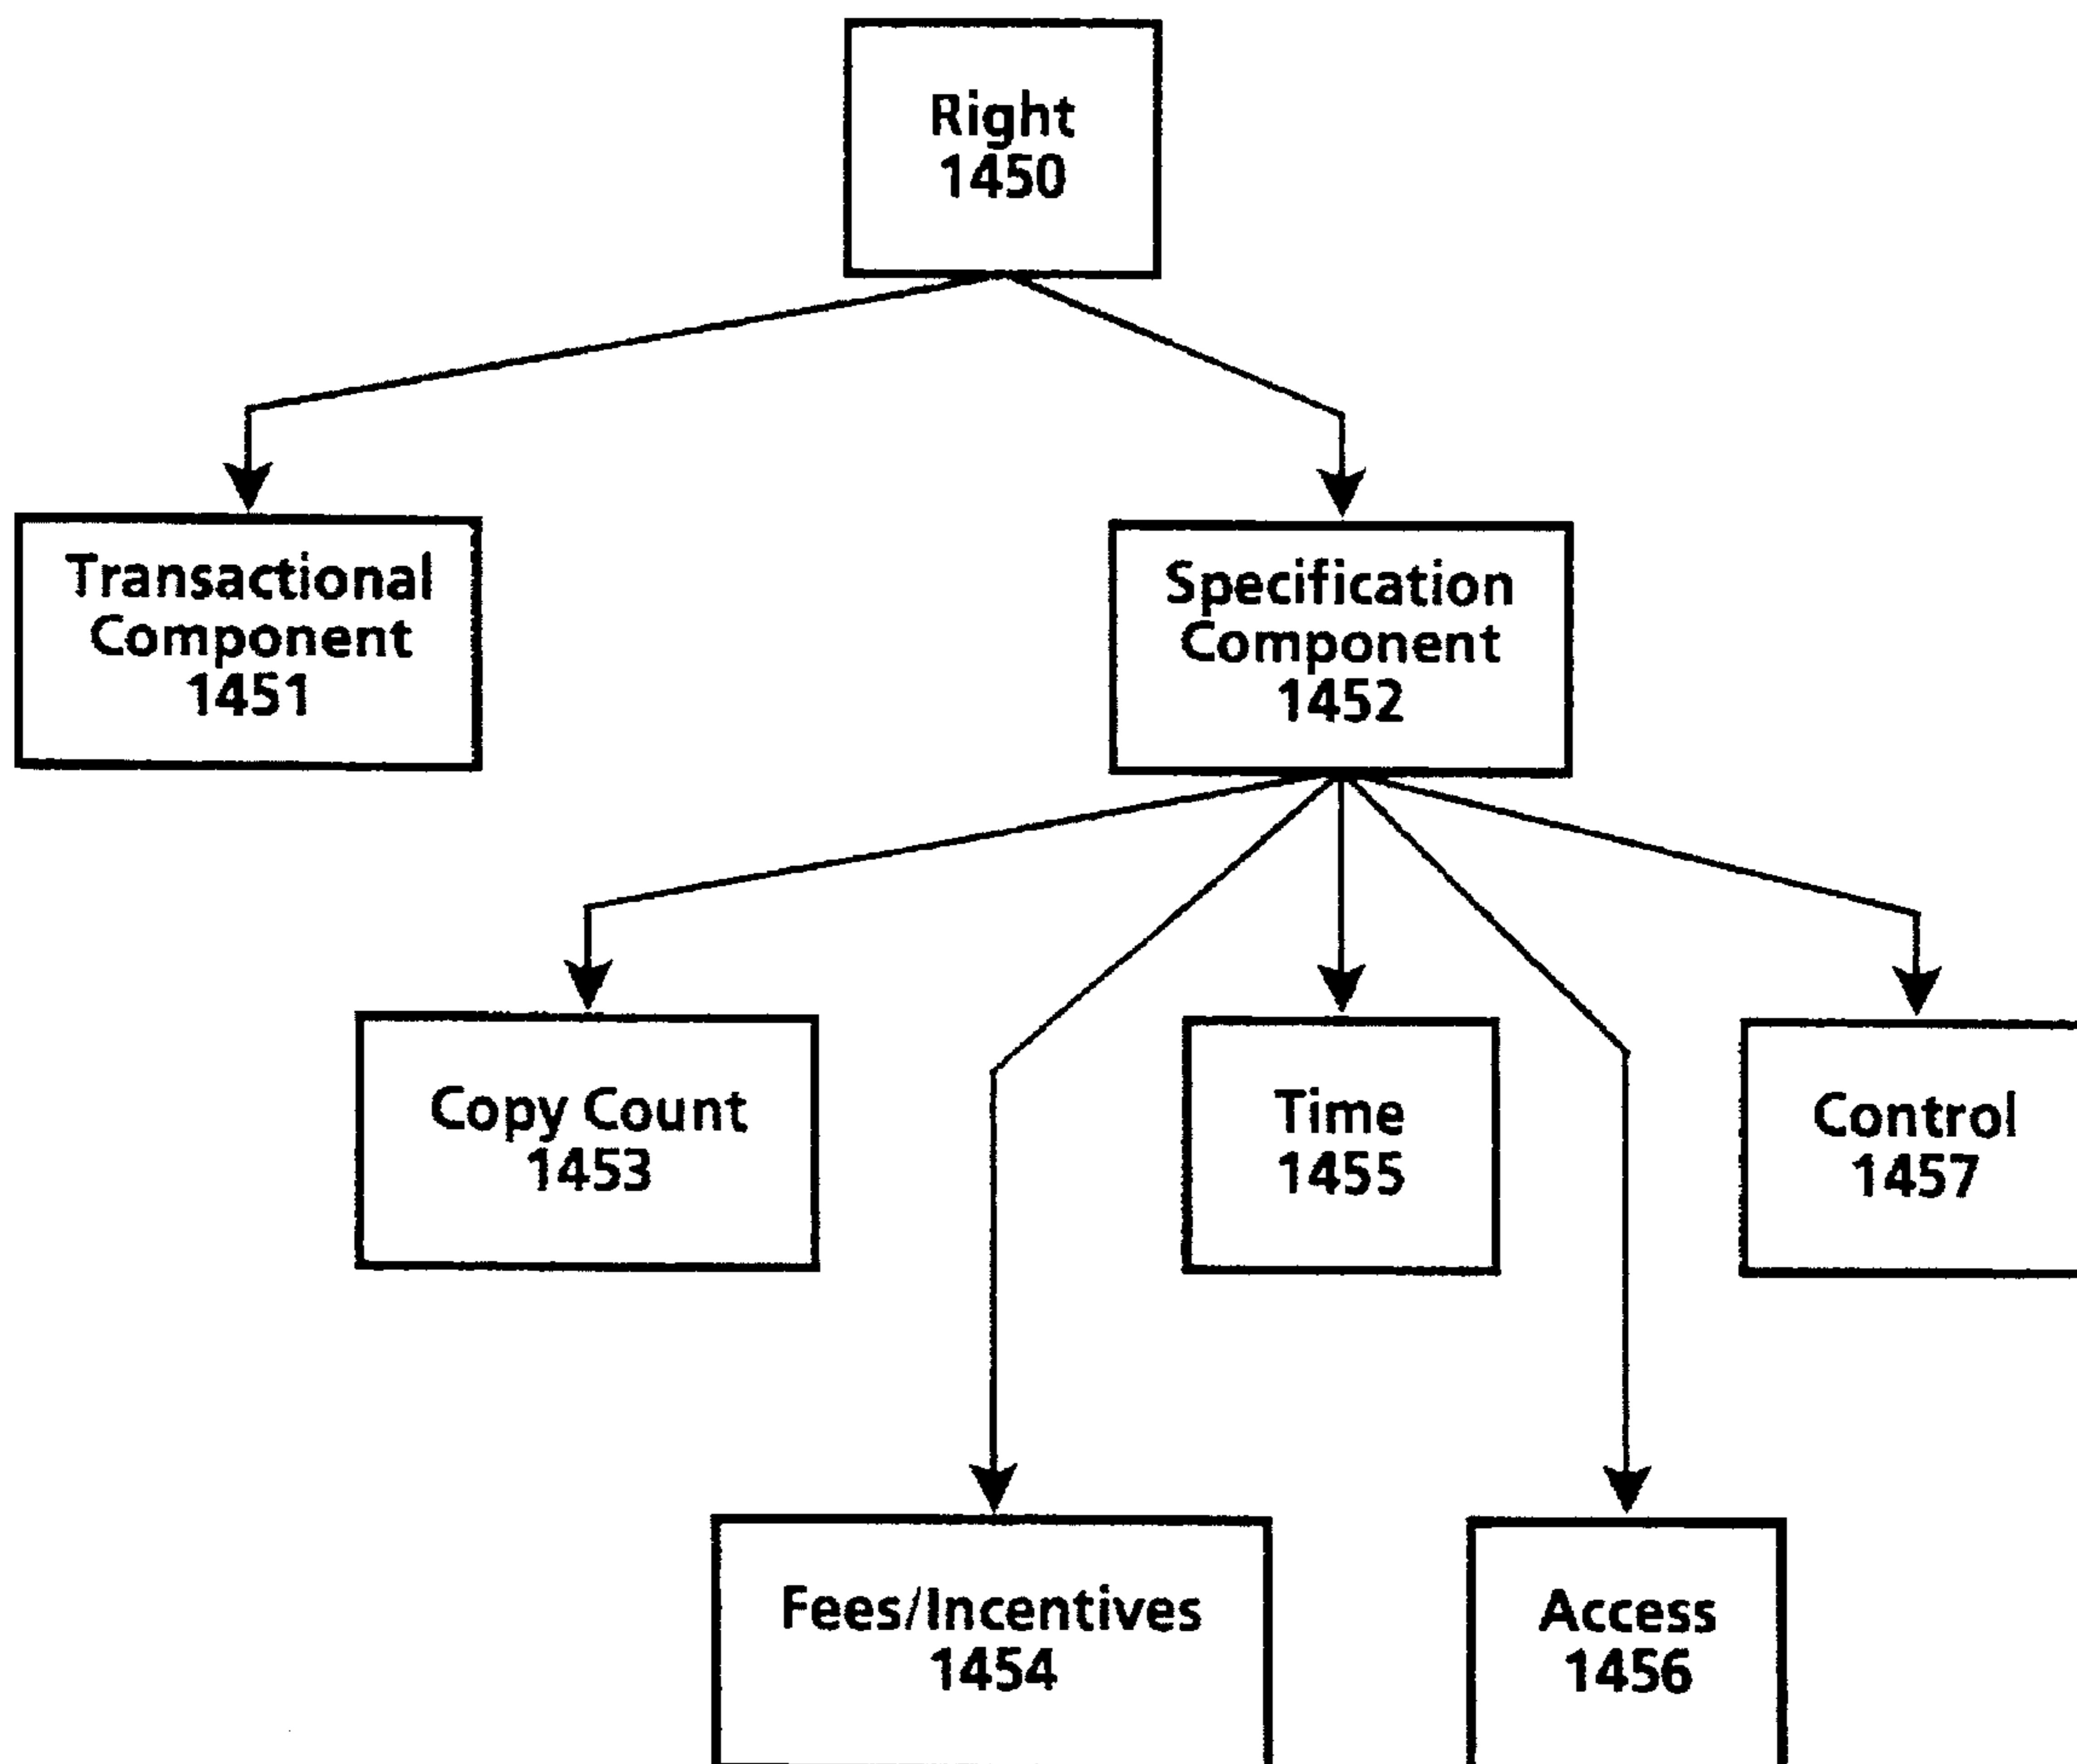 Right
1450
Transactional
Component
1451
Specification
Component
1452
Copy Count
1453
Time
1455
Control
1457
Fees/Incentives
1454
Access
1456